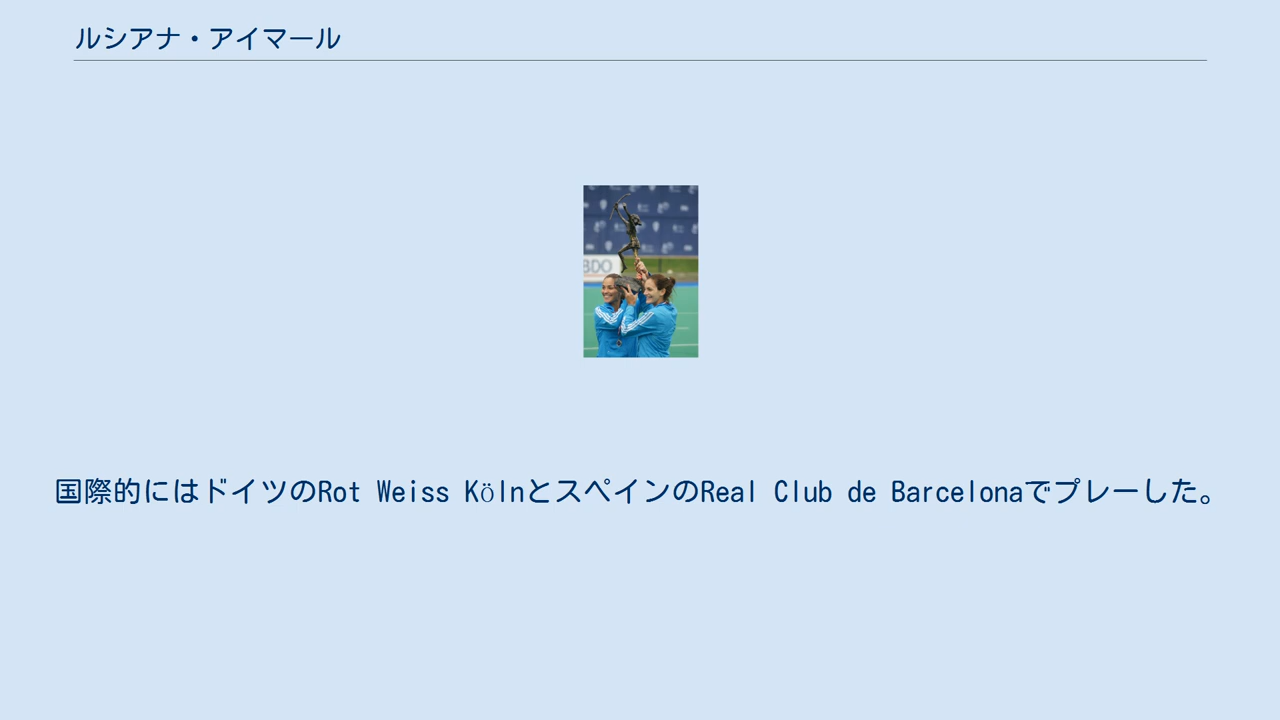 ルシアナ・アイマール
BDO
国際的にはドイツのRot Weiss KölnとスペインのReal Club de Barcelonaでプレーした。